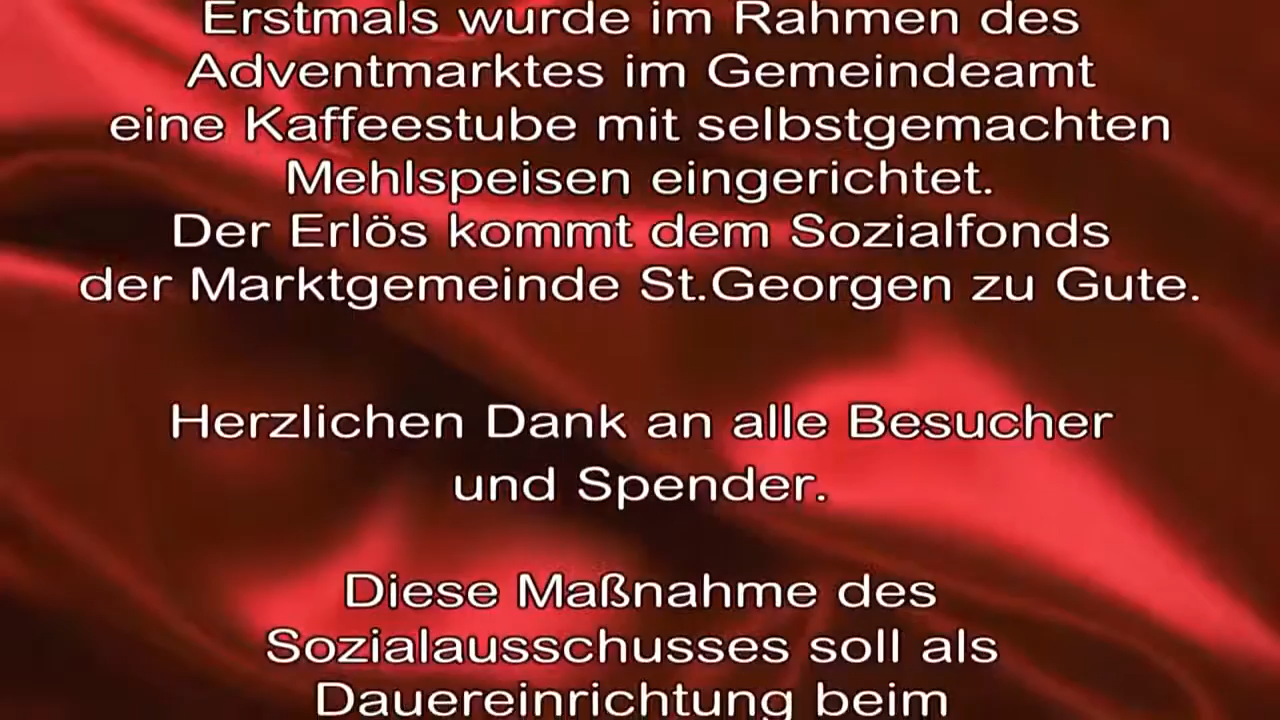 Erstmals wurde im Rahmen des
Adventmarktes im Gemeindeamt
eine Kaffeestube mit selbstgemachten
Mehlspeisen eingerichtet.
Der Erlös kommt dem Sozialfonds
der Marktgemeinde St.Georgen zu Gute.
Herzlichen Dank an alle Besucher
und Spender.
Diese Maßnahme des
Sozialausschusses soll als
Dauereinrichtung beim